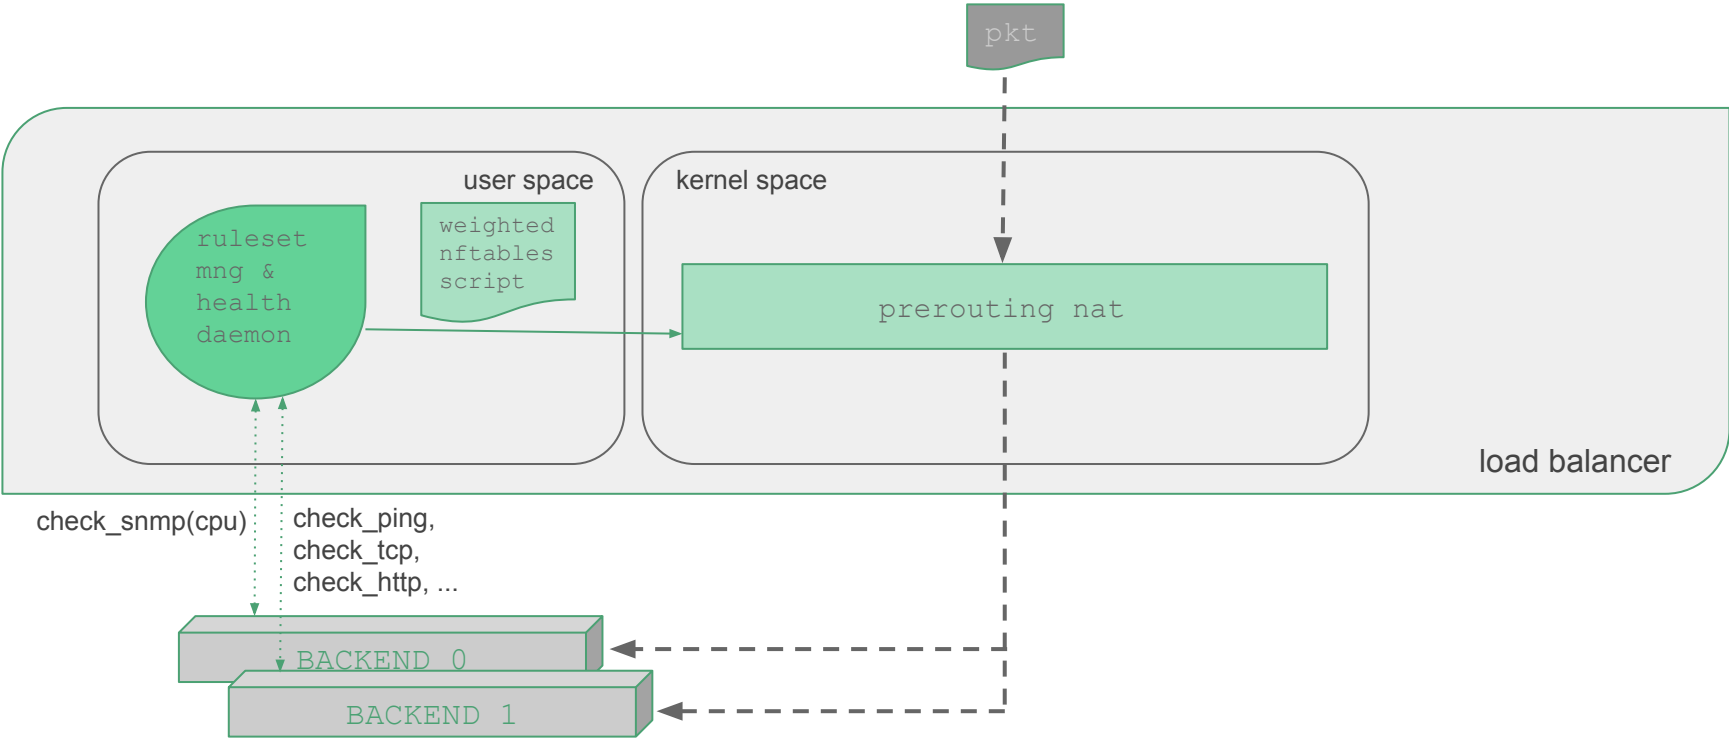 pkt
user space
kernel space
ruleset
mng &
health
daemon
weighted
nftables
script
prerouting nat
load balancer
check_snmp(cpu)
check_ping,
check_tcp,
check_http, ...
BACKEND 0
BACKEND 1